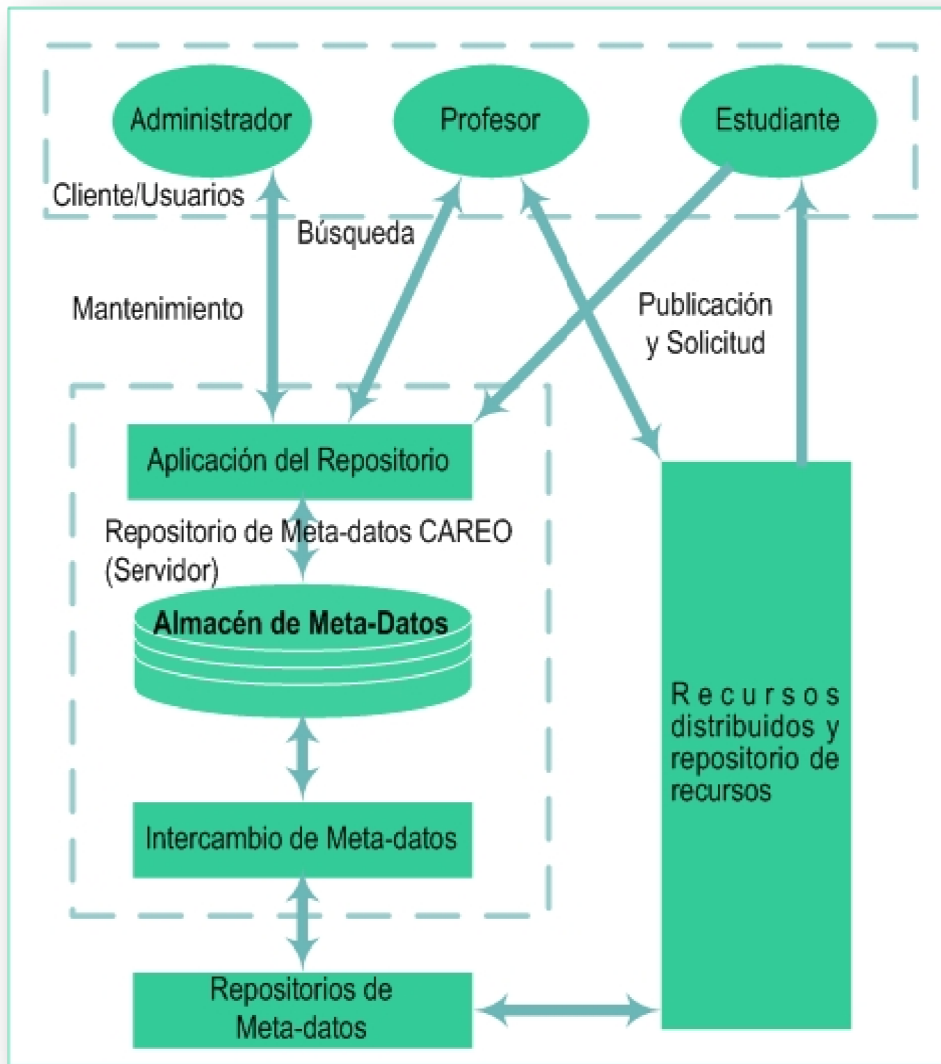 Administrador
Profesor
Estudiante
Cliente/Usuarios
Búsqueda
Mantenimiento
Publicación
y Solicitud
Aplicación del Repositorio
Repositorio de Meta-datos CAREO
(Servidor)
Almacén de Meta-Datos
Recursos
distribuidos y
repositorio de
recursos
Intercambio de Meta-datos
Repositorios de
Meta-datos